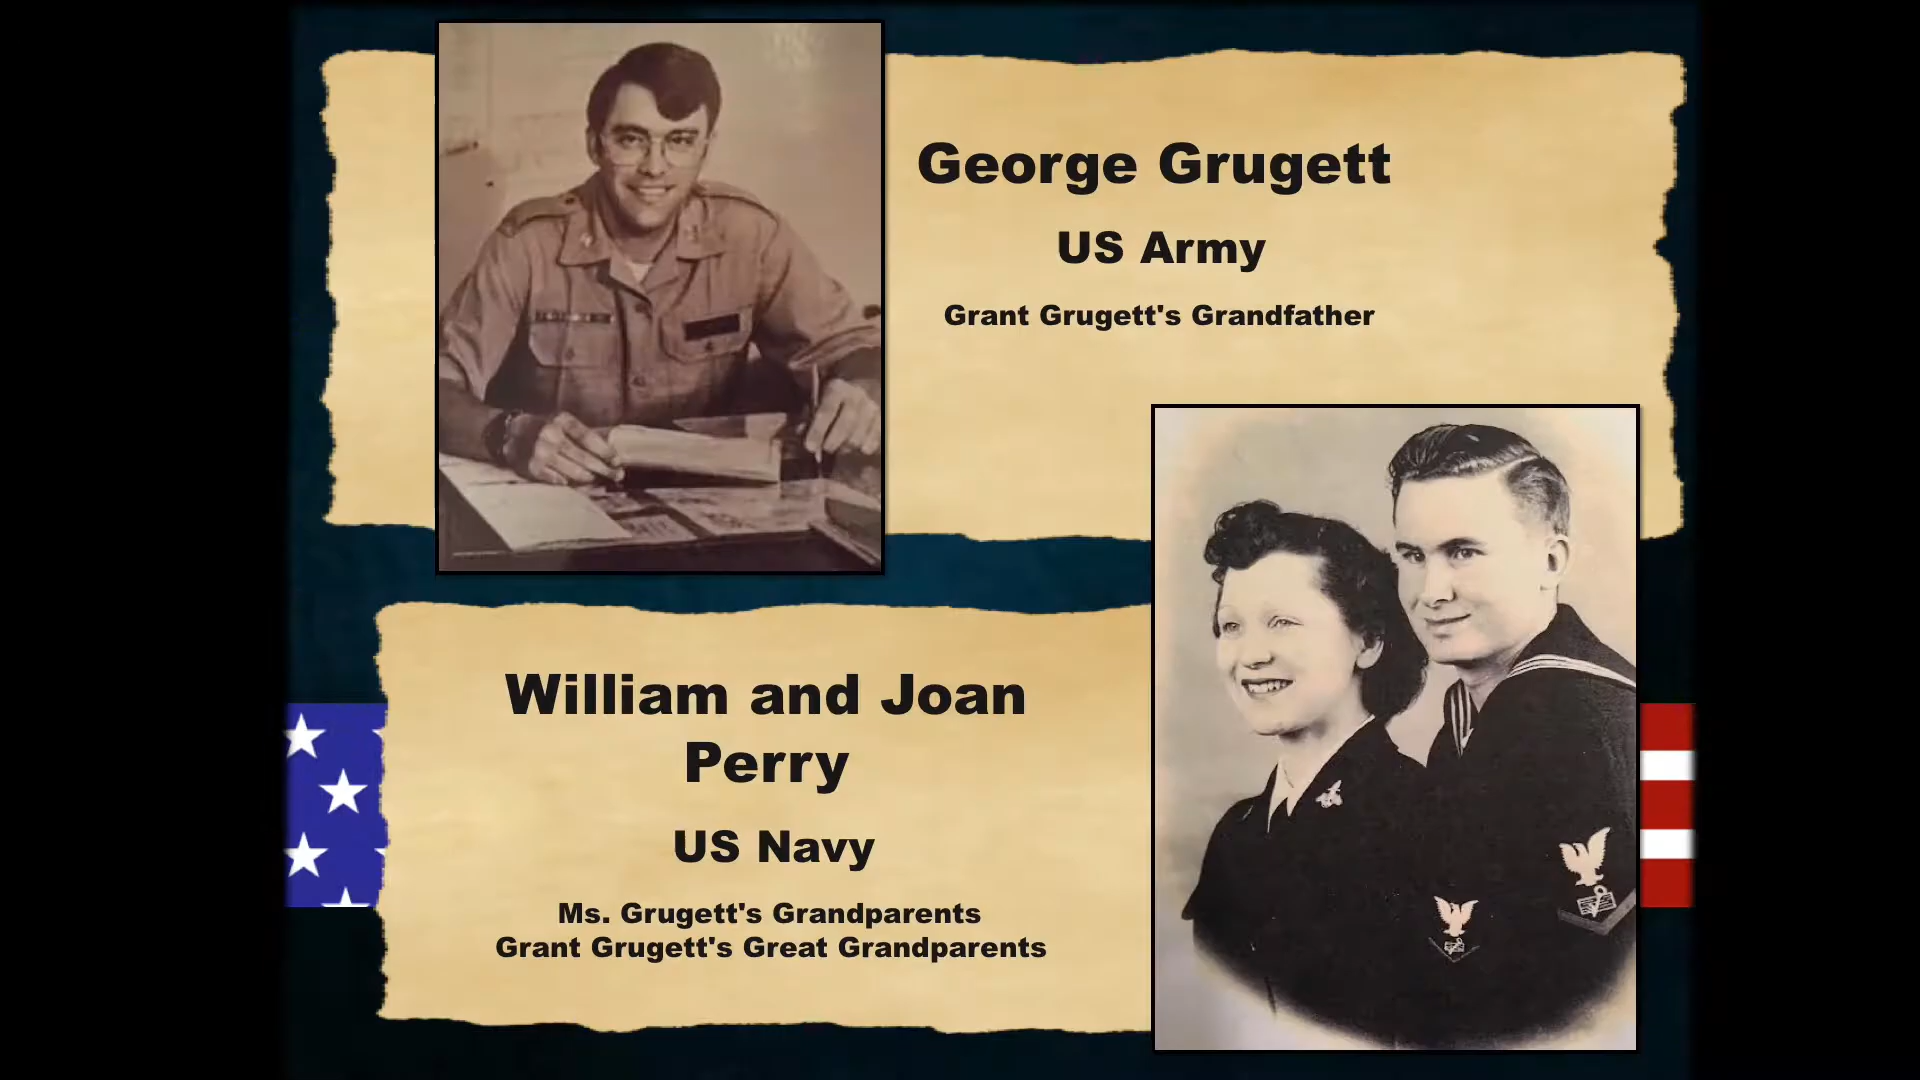 George Grugett
US Army
Grant Grugett's Grandfather
William and Joan
Perry
US Navy
Ms. Grugett's Grandparents
Grant Grugett's Great Grandparents